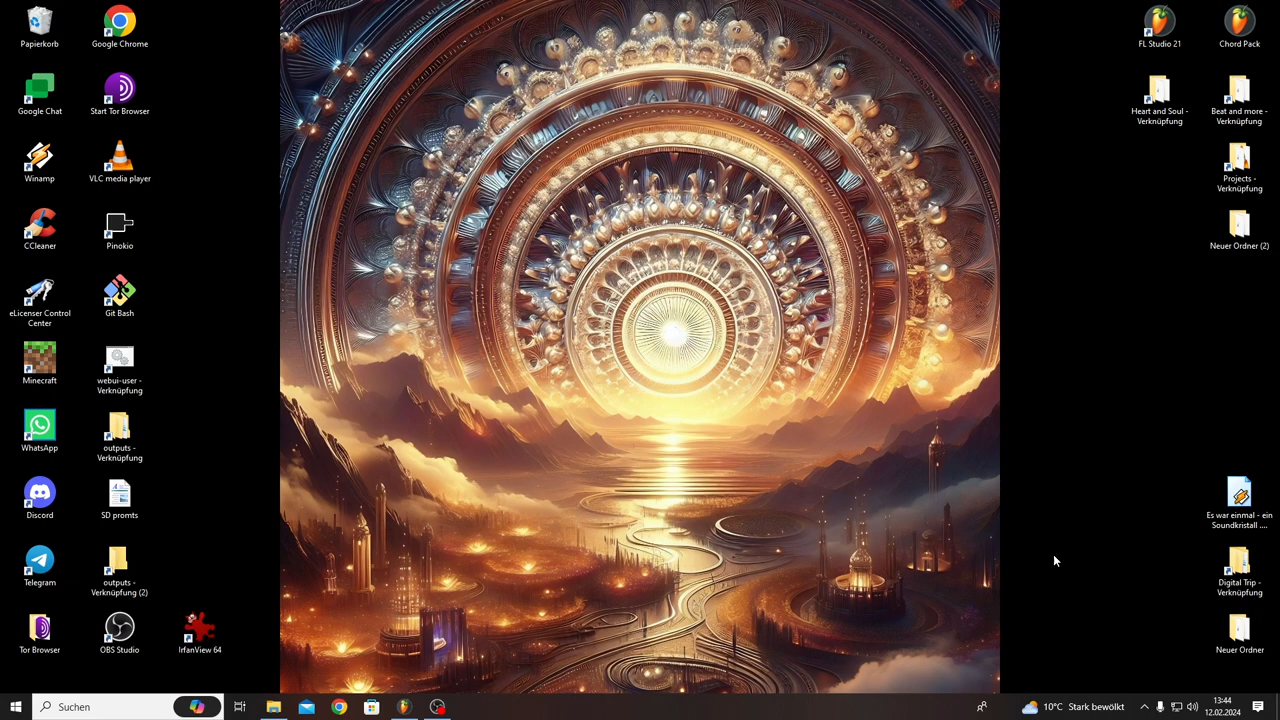 Papierkorb
Google Chrome
FL Studio 21
Chord Pack
Google Chat
Start Tor Browser
Heart and Soul -
Verknüpfung
Beat and more -
Verknüpfung
Winamp
VLC media player
Projects -
Verknüpfung
CCleaner
Pinokio
Neuer Ordner (2)
eLicenser Control
Center
Git Bash
Minecraft
webui-user -
Verknüpfung
WhatsApp
outputs -
Verknüpfung
Discord
SD promts
Es war einmal - ein
Soundkristall ....
Telegram
outputs -
Verknüpfung (2)
Digital Trip -
Verknüpfung
Tor Browser
OBS Studio
IrfanView 64
Neuer Ordner
Suchen
10°C Stark bewölkt
13:44
12.02.2024